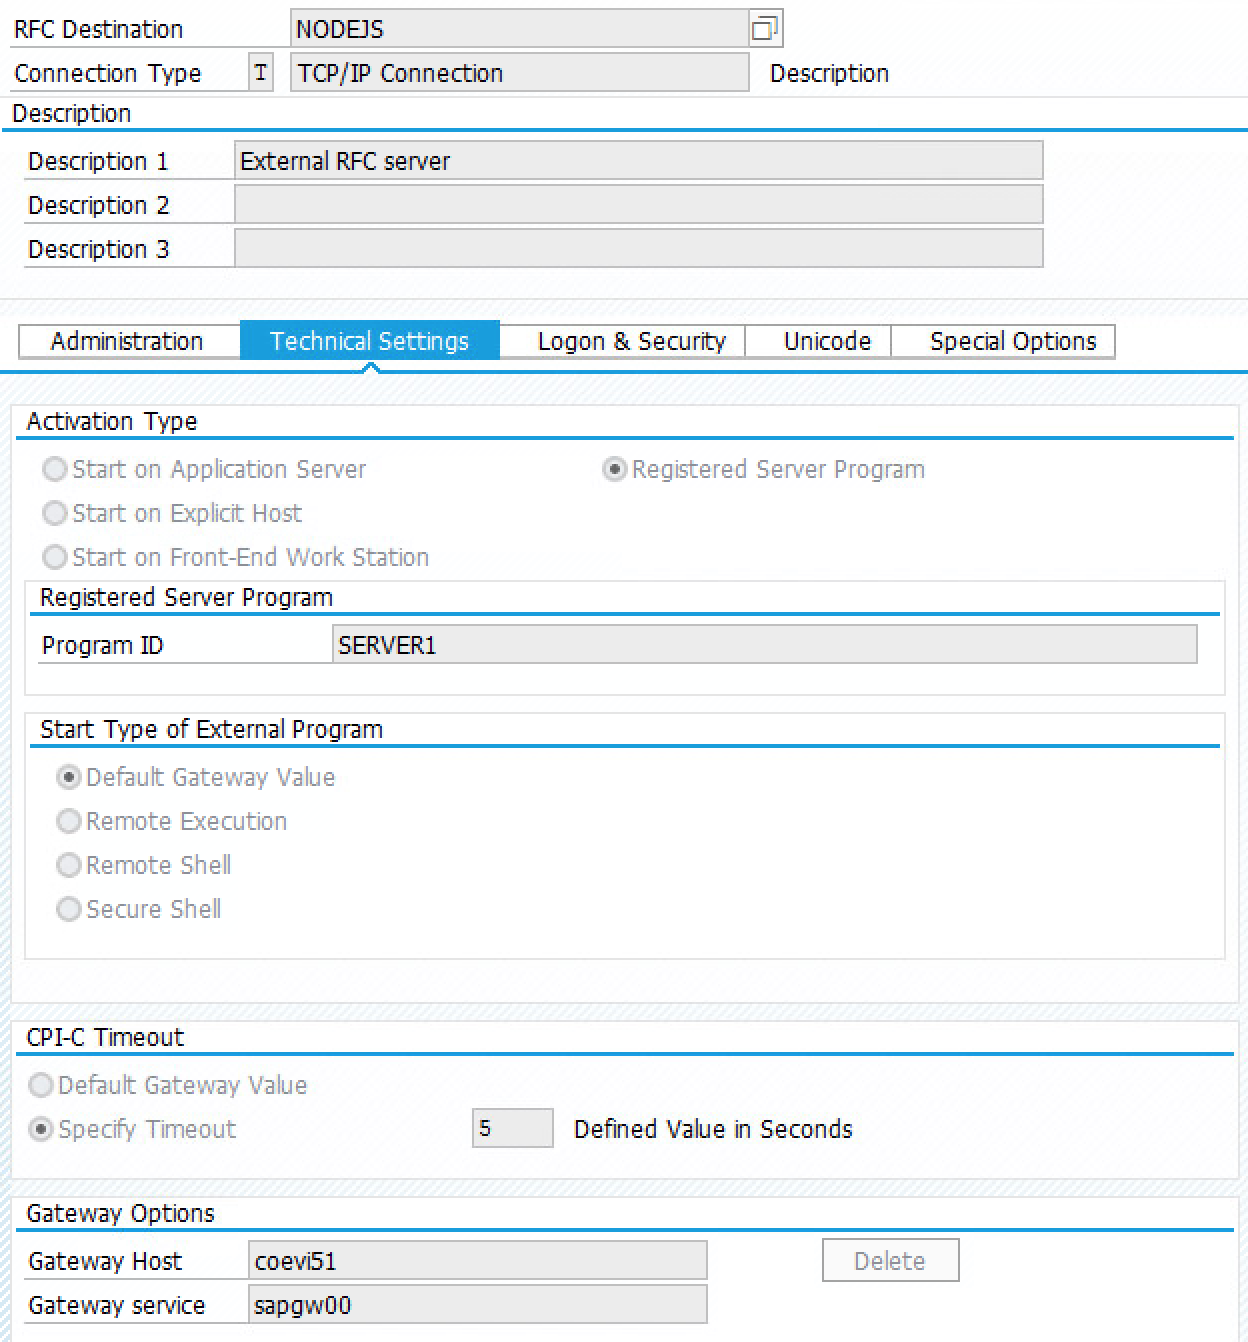 RFC Destination NODEJS
Connection Type T TCP/IP Connection Description
Description
Description 1 External RFC server
Description 2
Description 3
Administration Technical Settings Logon & Security Unicode Special Options
Activation Type
Start on Application Server Registered Server Program
Start on Explicit Host
Start on Front-End Work Station
Registered Server Program
Program ID SERVER1
Start Type of External Program
Default Gateway Value
Remote Execution
Remote Shell
Secure Shell
CPI-C Timeout
Default Gateway Value
Specify Timeout 5 Defined Value in Seconds
Gateway Options
Gateway Host coevi51 Delete
Gateway service sapgw00